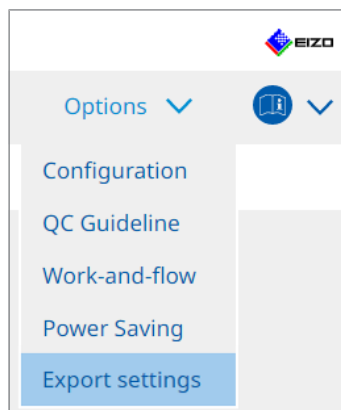 EIZO
Options
Configuration
QC Guideline
Work-and-flow
Power Saving
Export settings